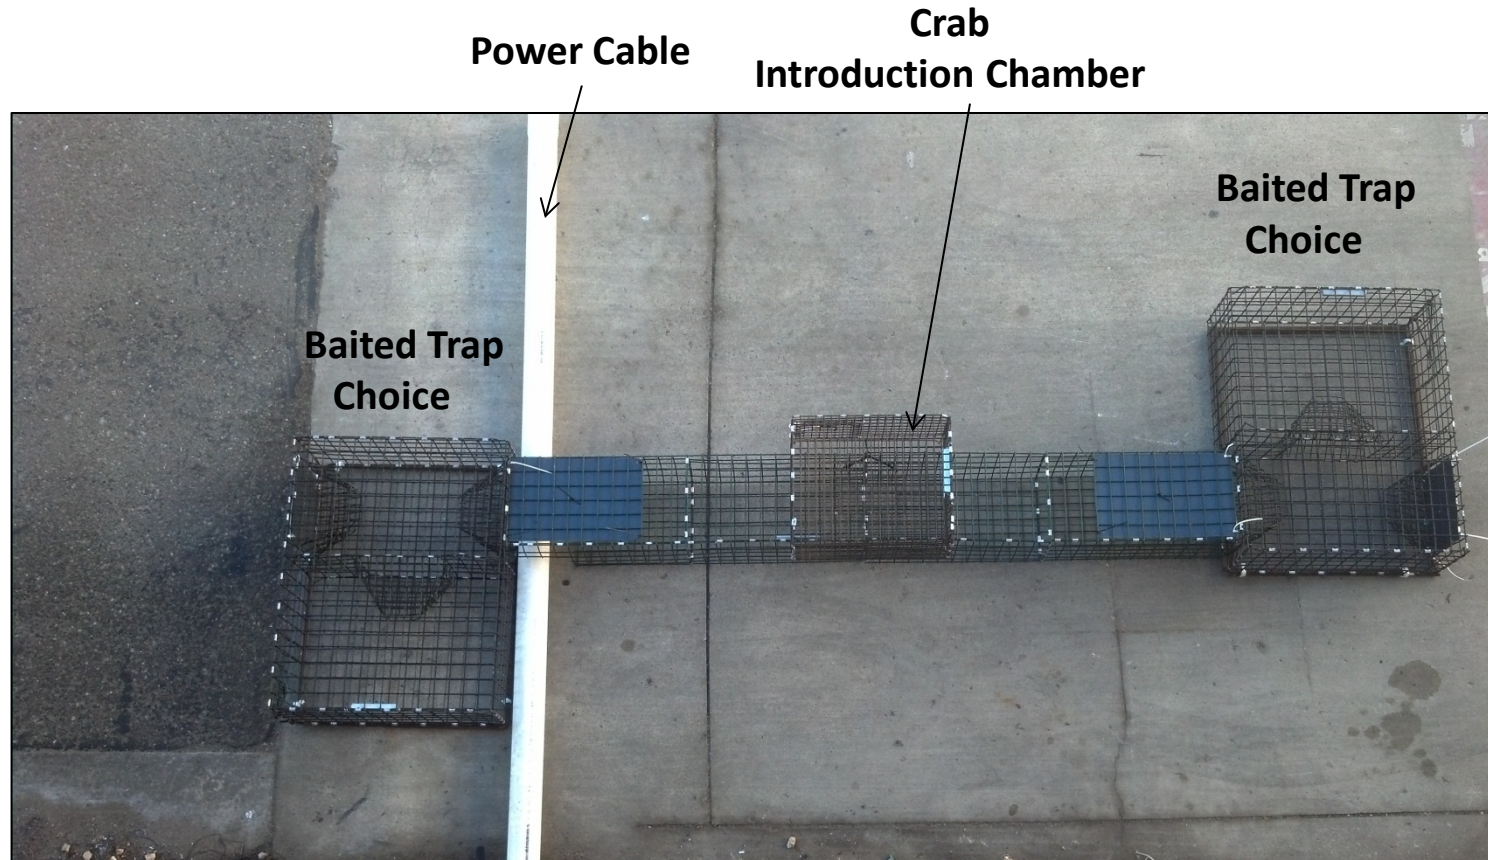 Power Cable
Crab
Introduction Chamber
Baited Trap
Choice
Baited Trap
Choice